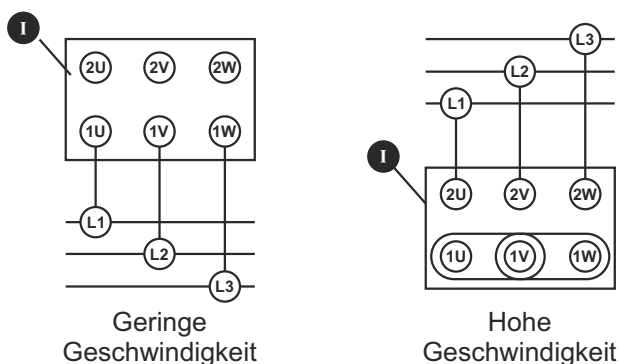 I
2U 2V 2W
1U 1V 1W
L1
L2
L3
Geringe
Geschwindigkeit
L3
L2
L1
I
2U 2V 2W
1U 1V 1W
Hohe
Geschwindigkeit